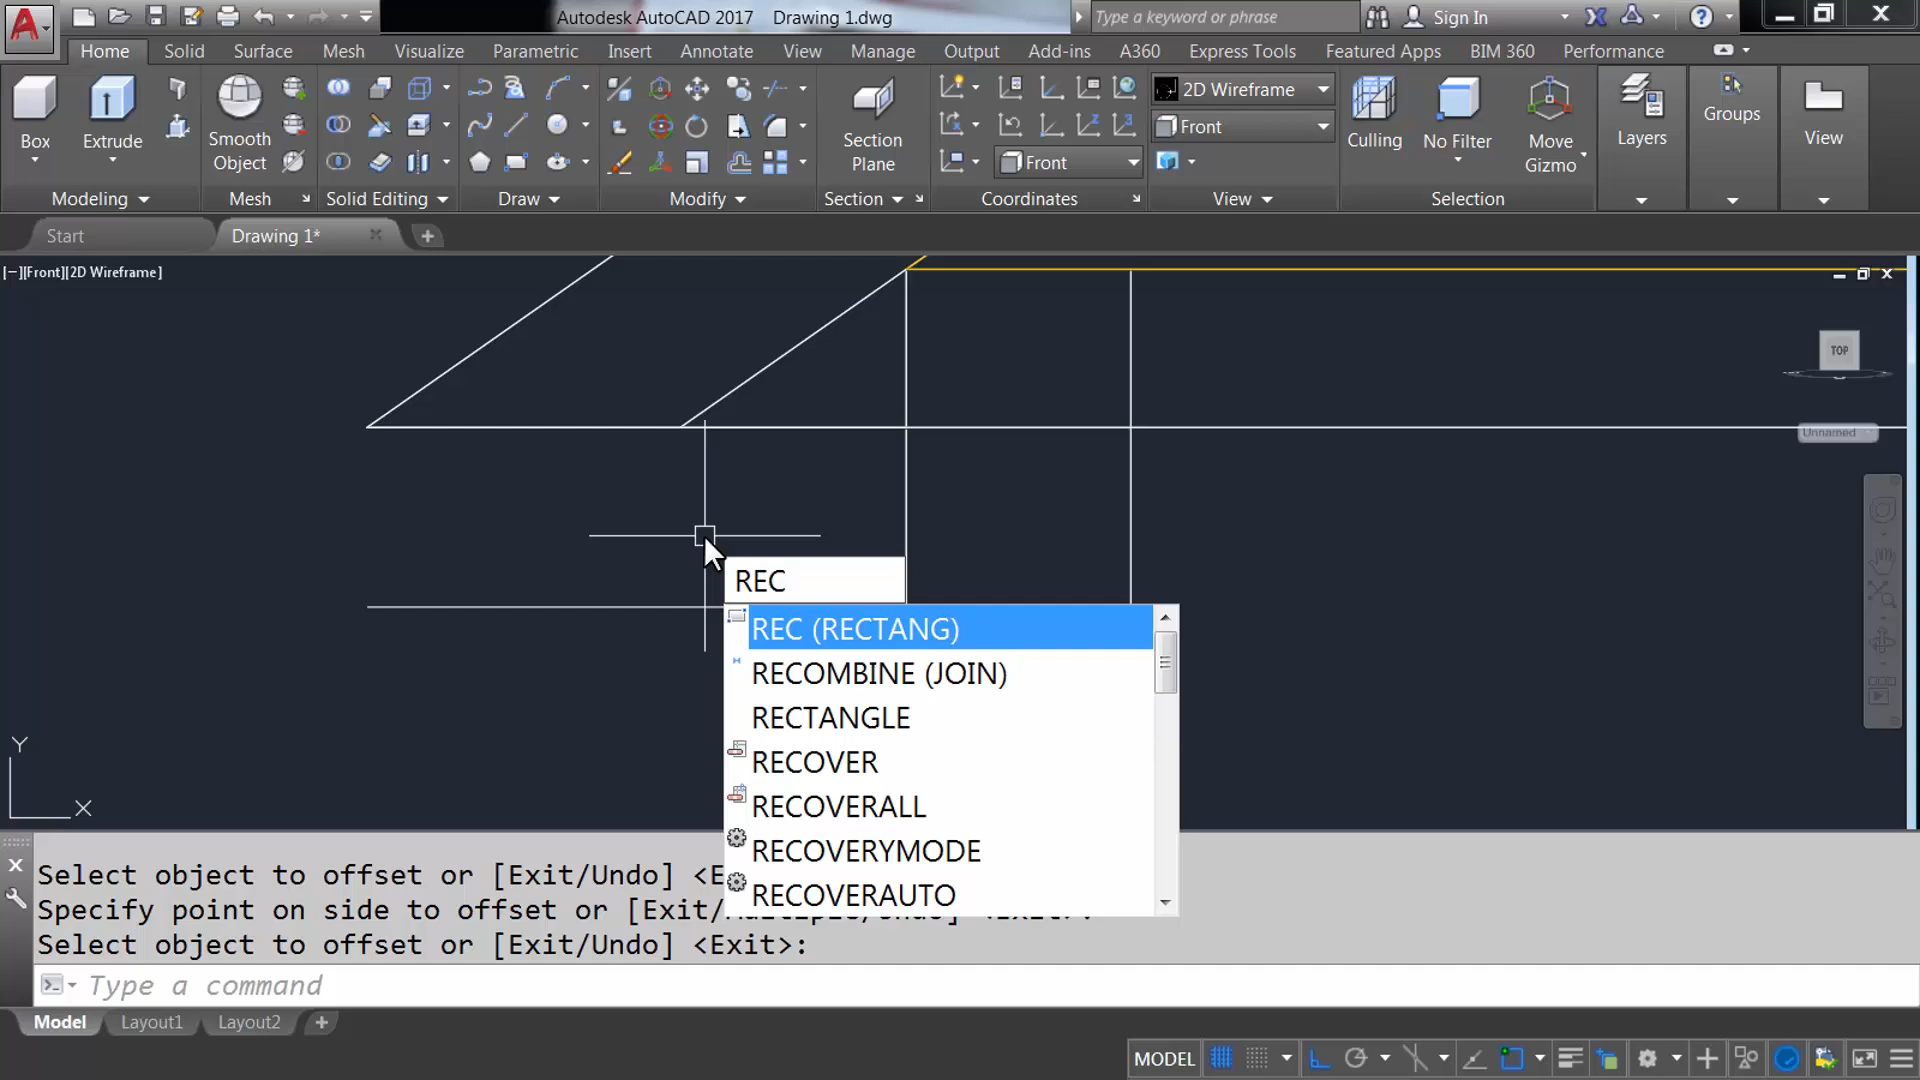 Autodesk AutoCAD 2017 Drawing 1.dwg
Type a keyword or phrase
Sign In
Home Solid Surface Mesh Visualize Parametric Insert Annotate View Manage Output Add-ins A360 Express Tools Featured Apps BIM 360 Performance
Box
Extrude
Smooth
Object
Section
Plane
2D Wireframe
Front
Front
Culling
No Filter
Move
Gizmo
Layers
Groups
View
Modeling Mesh Solid Editing Draw Modify Section Coordinates View Selection
Start Drawing 1*
[−][Front][2D Wireframe]
TOP
Unnamed
REC
REC (RECTANG)
RECOMBINE (JOIN)
RECTANGLE
RECOVER
RECOVERALL
RECOVERYMODE
RECOVERAUTO
Y
X
Select object to offset or [Exit/Undo] <E
Specify point on side to offset or [Exit/
Select object to offset or [Exit/Undo] <Exit>:
Type a command
Model Layout1 Layout2
MODEL